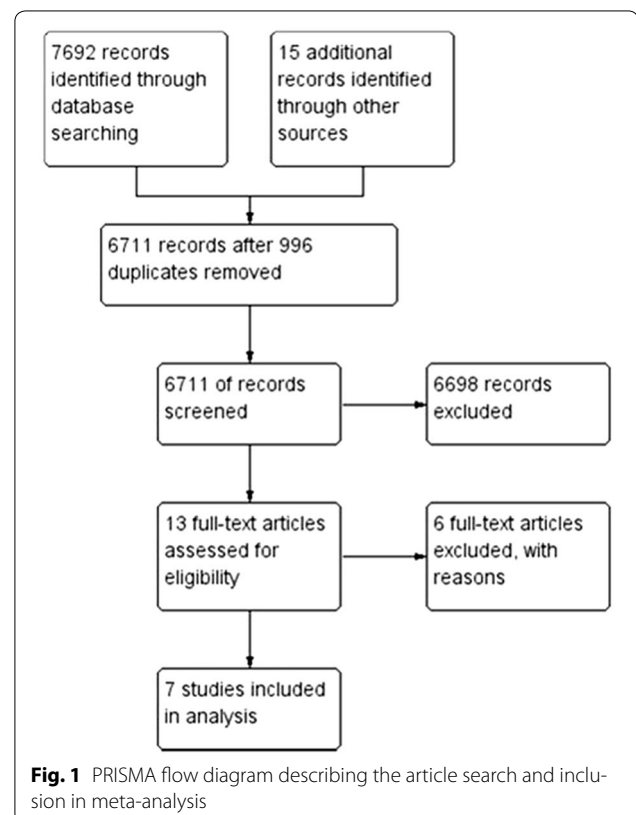 7692 records
identified through
database
searching
15 additional
records identified
through other
sources
6711 records after 996
duplicates removed
6711 of records
screened
6698 records
excluded
13 full-text articles
assessed for
eligibility
6 full-text articles
excluded, with
reasons
7 studies included
in analysis
Fig. 1 PRISMA flow diagram describing the article search and inclu-
sion in meta-analysis